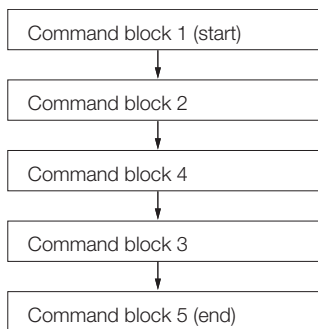 Command block 1 (start)
Command block 2
Command block 4
Command block 3
Command block 5 (end)